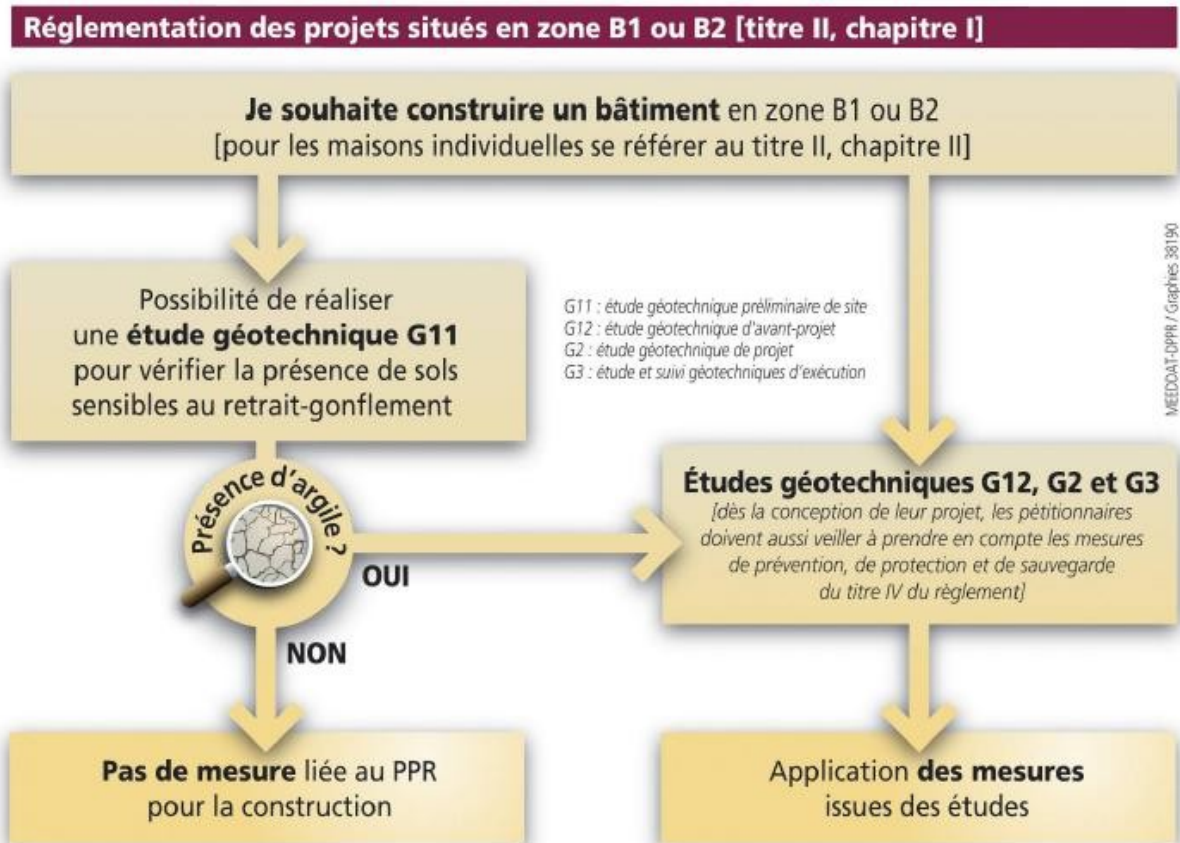 Réglementation des projets situés en zone B1 ou B2 [titre II, chapitre I]
Je souhaite construire un bâtiment en zone B1 ou B2
[pour les maisons individuelles se référer au titre II, chapitre II]
Possibilité de réaliser
une étude géotechnique G11
pour vérifier la présence de sols
sensibles au retrait-gonflement
G11 : étude géotechnique préliminaire de site
G12 : étude géotechnique d'avant-projet
G2 : étude géotechnique de projet
G3 : étude et suivi géotechniques d'exécution
MEEDDAT-DPPR / Graphies 38190
Présence d'argile ?
OUI
NON
Études géotechniques G12, G2 et G3
[dès la conception de leur projet, les pétitionnaires
doivent aussi veiller à prendre en compte les mesures
de prévention, de protection et de sauvegarde
du titre IV du règlement]
Pas de mesure liée au PPR
pour la construction
Application des mesures
issues des études